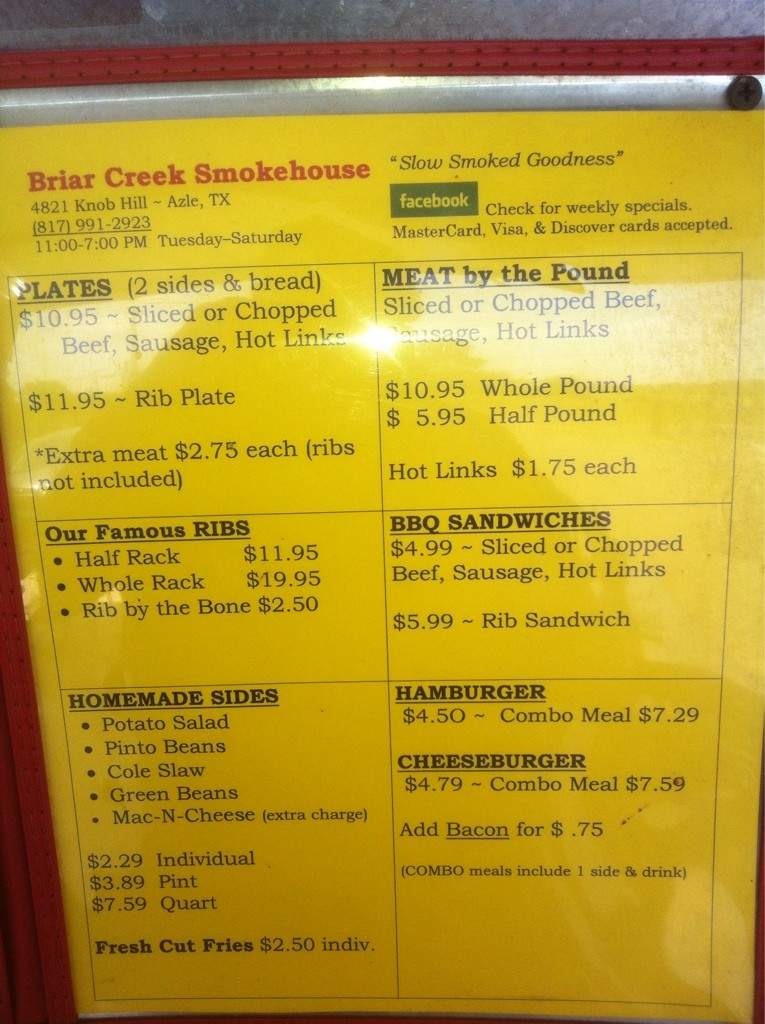 Briar Creek Smokehouse
4821 Knob Hill ~ Azle, TX
(817) 991-2923
11:00-7:00 PM Tuesday–Saturday
"Slow Smoked Goodness"
facebook Check for weekly specials.
MasterCard, Visa, & Discover cards accepted.
PLATES (2 sides & bread)
$10.95 ~ Sliced or Chopped
Beef, Sausage, Hot Links
$11.95 ~ Rib Plate
*Extra meat $2.75 each (ribs
not included)
MEAT by the Pound
Sliced or Chopped Beef,
Sausage, Hot Links
$10.95 Whole Pound
$ 5.95 Half Pound
Hot Links $1.75 each
Our Famous RIBS
• Half Rack $11.95
• Whole Rack $19.95
• Rib by the Bone $2.50
BBQ SANDWICHES
$4.99 ~ Sliced or Chopped
Beef, Sausage, Hot Links
$5.99 ~ Rib Sandwich
HOMEMADE SIDES
• Potato Salad
• Pinto Beans
• Cole Slaw
• Green Beans
• Mac-N-Cheese (extra charge)
$2.29 Individual
$3.89 Pint
$7.59 Quart
Fresh Cut Fries $2.50 indiv.
HAMBURGER
$4.50 ~ Combo Meal $7.29
CHEESEBURGER
$4.79 ~ Combo Meal $7.59
Add Bacon for $ .75
(COMBO meals include 1 side & drink)